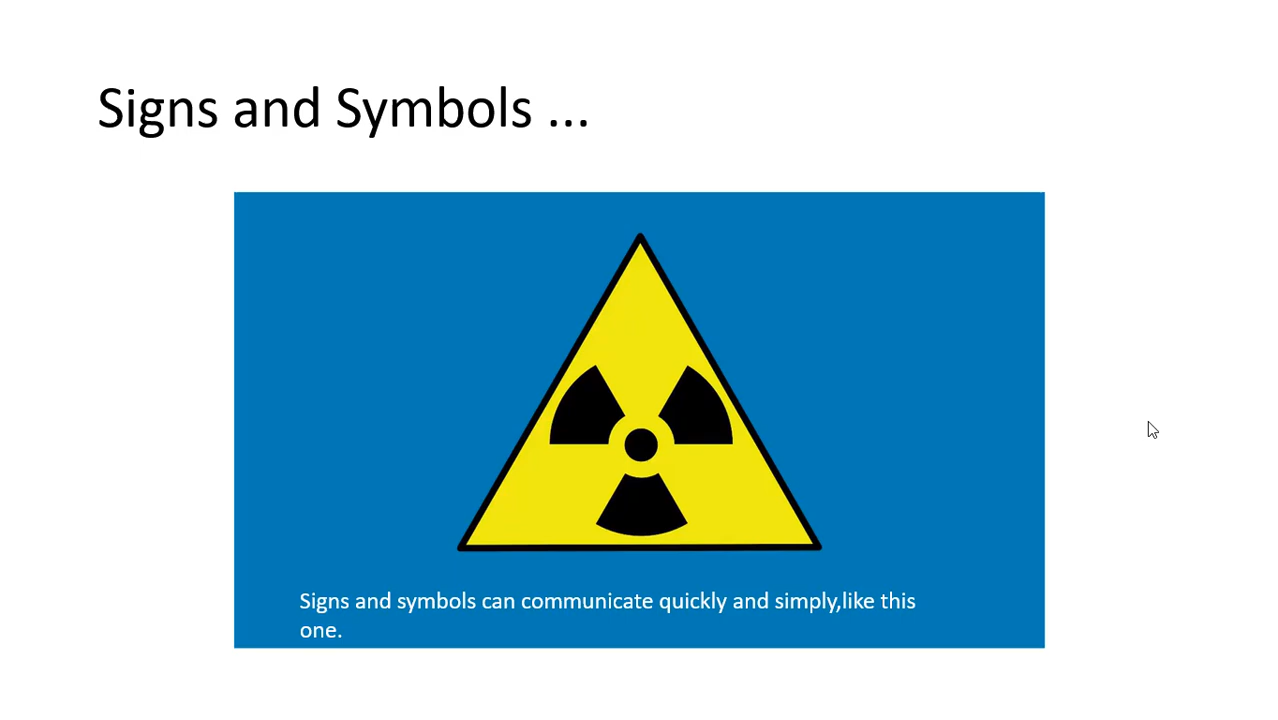 Signs and Symbols ...
Signs and symbols can communicate quickly and simply,like this
one.